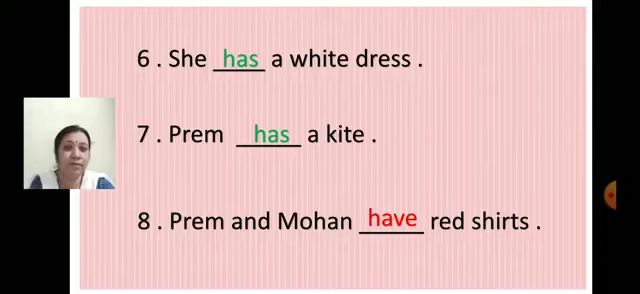 6 . She has a white dress .
7 . Prem has a kite .
8 . Prem and Mohan have red shirts .